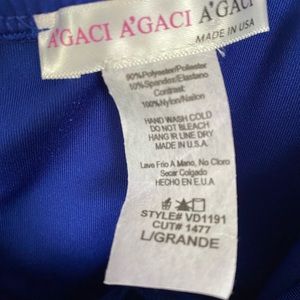 A'GACI A'GACI A'GACI
MADE IN USA
90%Polyester/Poliester
10%Spandex/Elastano
Contrast:
100%Nylon/Nailon
HAND WASH COLD
DO NOT BLEACH
HANG IR LINE DRY
MADE IN U.S.A.
Lave Frio A Mano, No Cloro
Secar Colgado
HECHO EN E.U.A
STYLE# VD1191
CUT# 1477
L/GRANDE